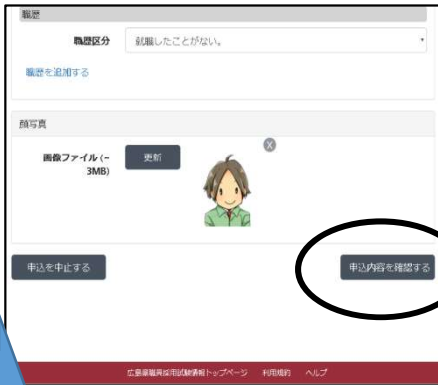 職歴
職歴区分
就職したことがない。
職歴を追加する
顔写真
画像ファイル (~
3MB)
更新
X
申込を中止する
申込内容を確認する
広島県職員採用試験情報トップページ 利用規約 ヘルプ